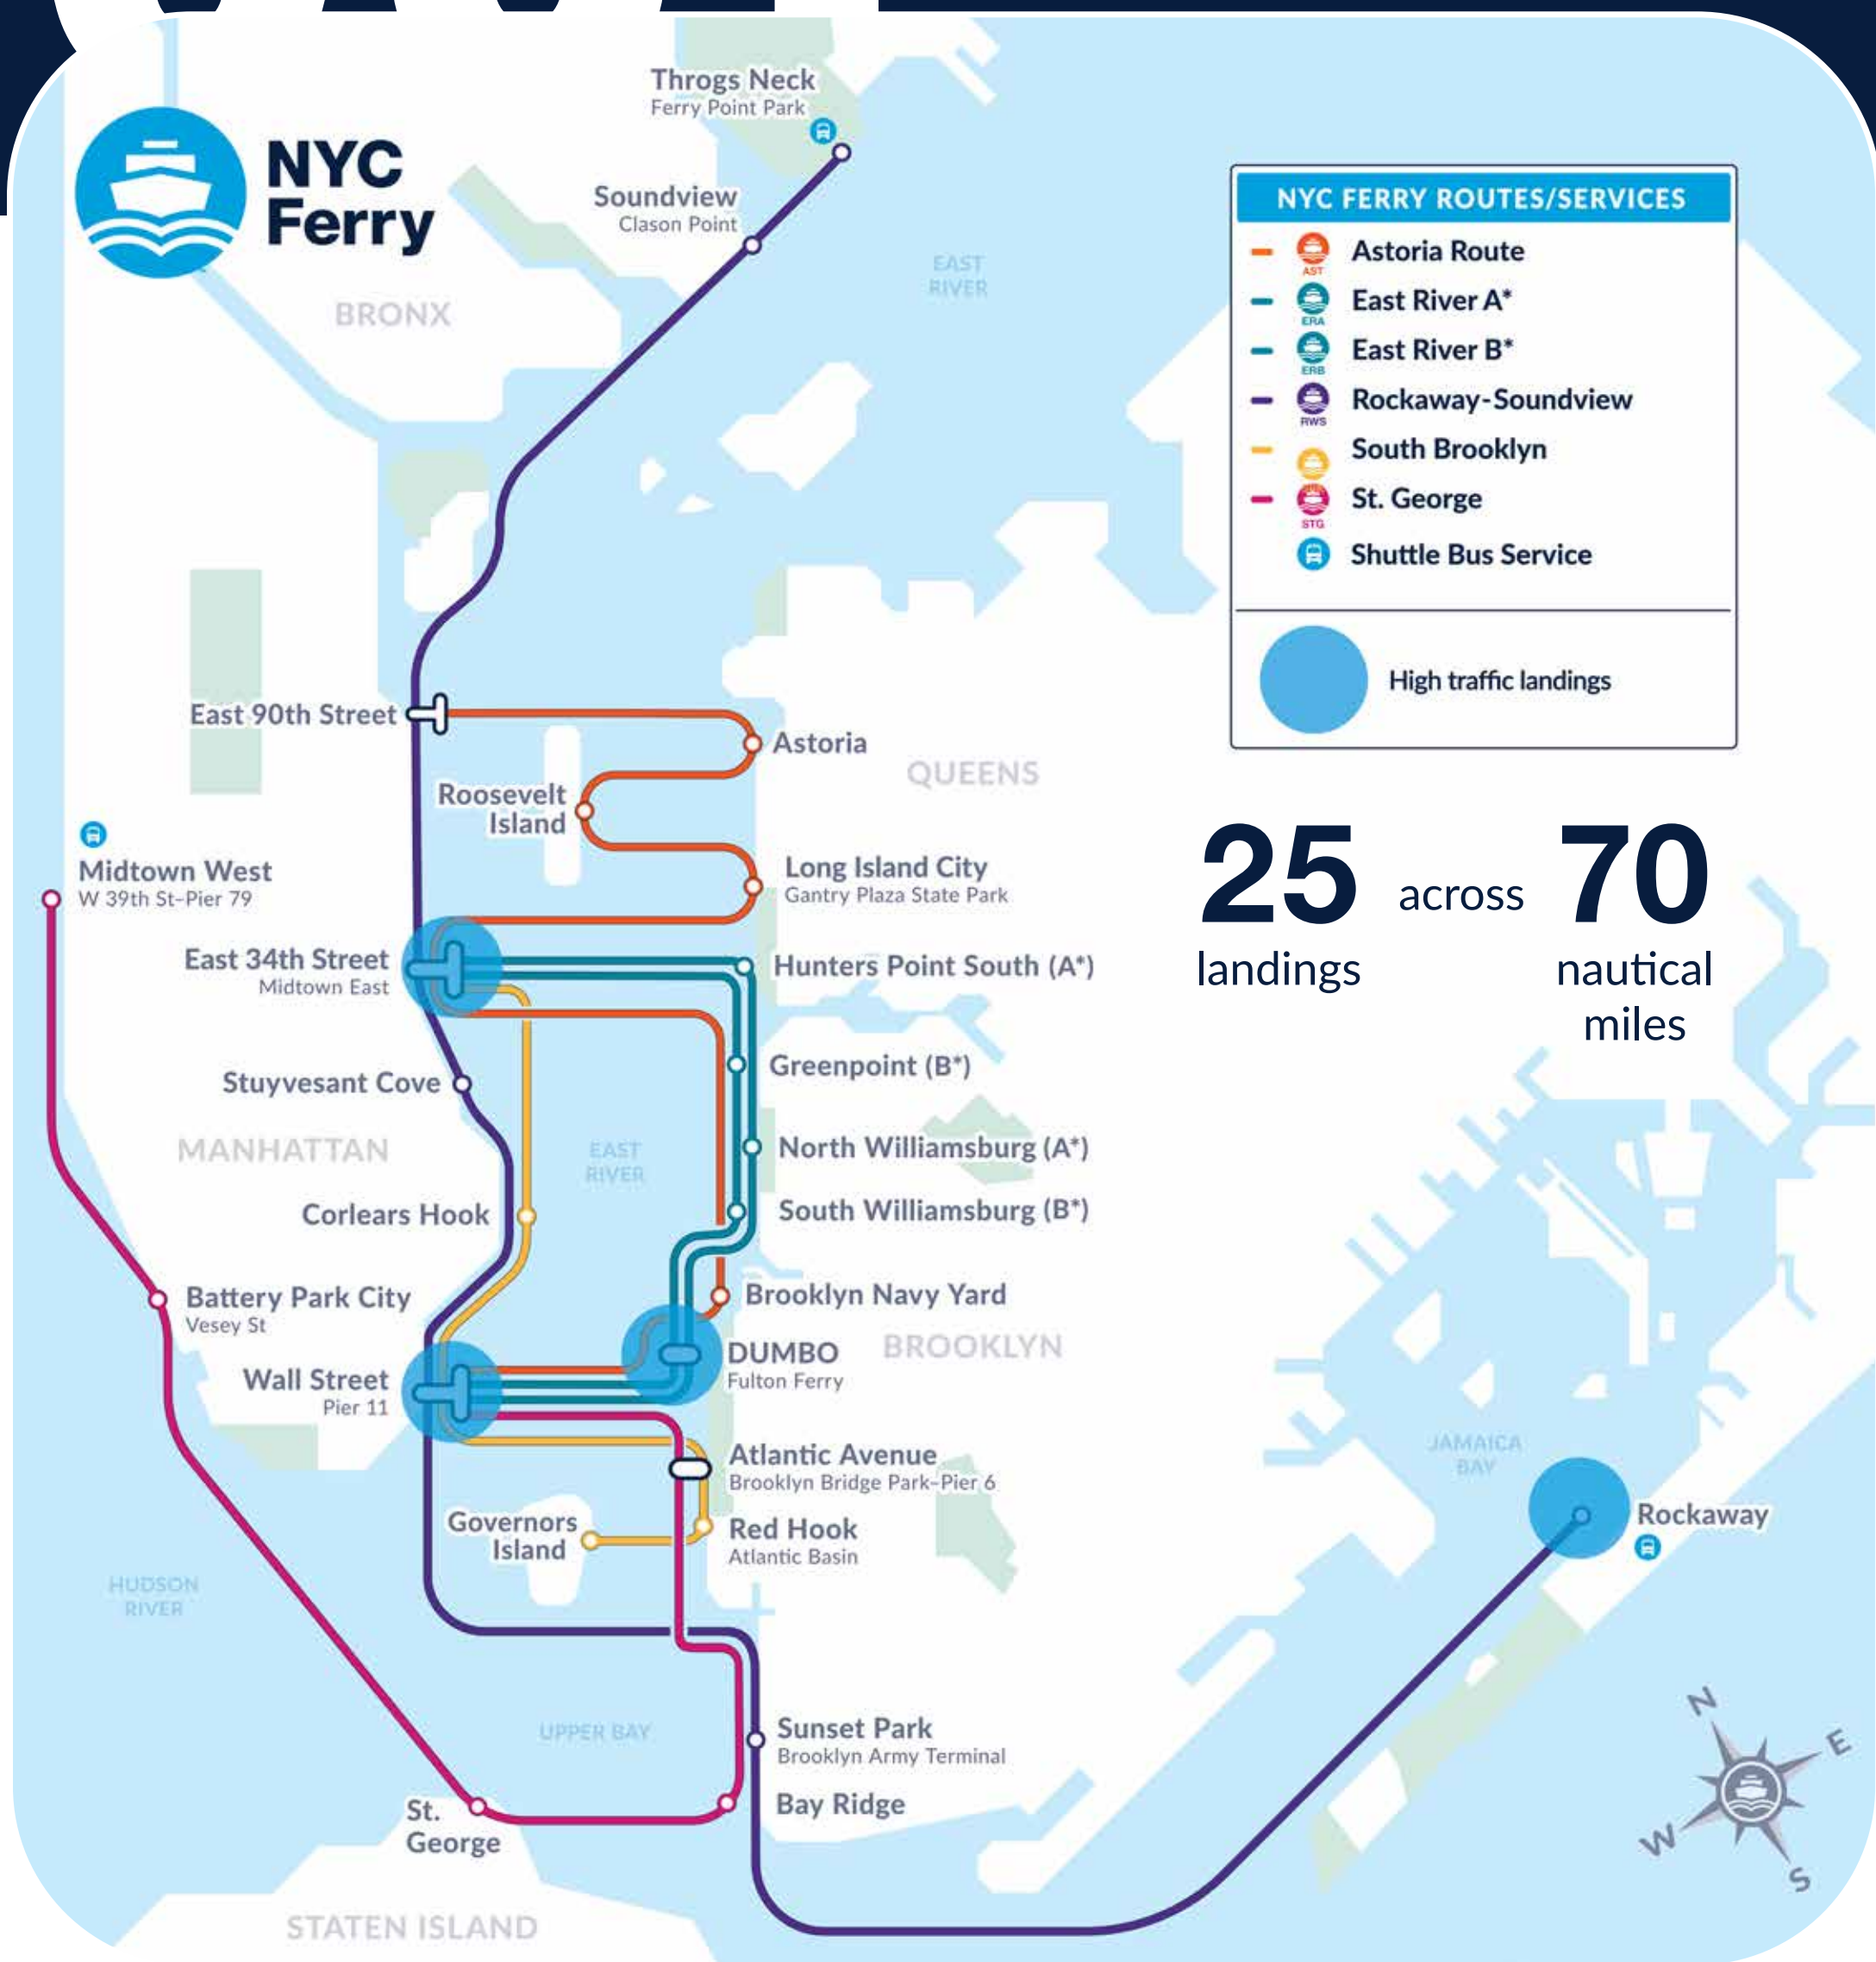 NYC
Ferry
Throgs Neck
Ferry Point Park
Soundview
Clason Point
EAST
RIVER
BRONX
NYC FERRY ROUTES/SERVICES
AST
Astoria Route
ERA
East River A*
ERB
East River B*
RWS
Rockaway-Soundview
South Brooklyn
STG
St. George
Shuttle Bus Service
High traffic landings
East 90th Street
Astoria
QUEENS
Roosevelt
Island
Midtown West
W 39th St-Pier 79
Long Island City
Gantry Plaza State Park
25
landings
across
70
nautical
miles
East 34th Street
Midtown East
Hunters Point South (A*)
Greenpoint (B*)
Stuyvesant Cove
MANHATTAN
EAST
RIVER
North Williamsburg (A*)
Corlears Hook
South Williamsburg (B*)
Battery Park City
Vesey St
Brooklyn Navy Yard
BROOKLYN
DUMBO
Fulton Ferry
Wall Street
Pier 11
Atlantic Avenue
Brooklyn Bridge Park-Pier 6
JAMAICA
BAY
Governors
Island
Red Hook
Atlantic Basin
Rockaway
HUDSON
RIVER
UPPER BAY
Sunset Park
Brooklyn Army Terminal
Bay Ridge
St.
George
STATEN ISLAND
N
E
W
S